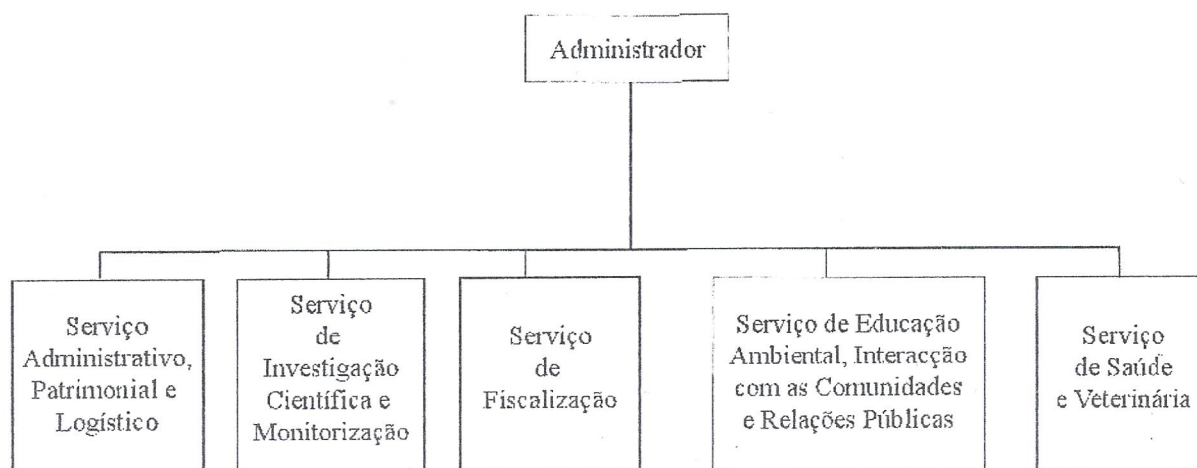 Administrador
Serviço
Administrativo,
Patrimonial e
Logístico
Serviço
de
Investigação
Científica e
Monitorização
Serviço
de
Fiscalização
Serviço de Educação
Ambiental, Interacção
com as Comunidades
e Relações Públicas
Serviço
de Saúde
e Veterinária